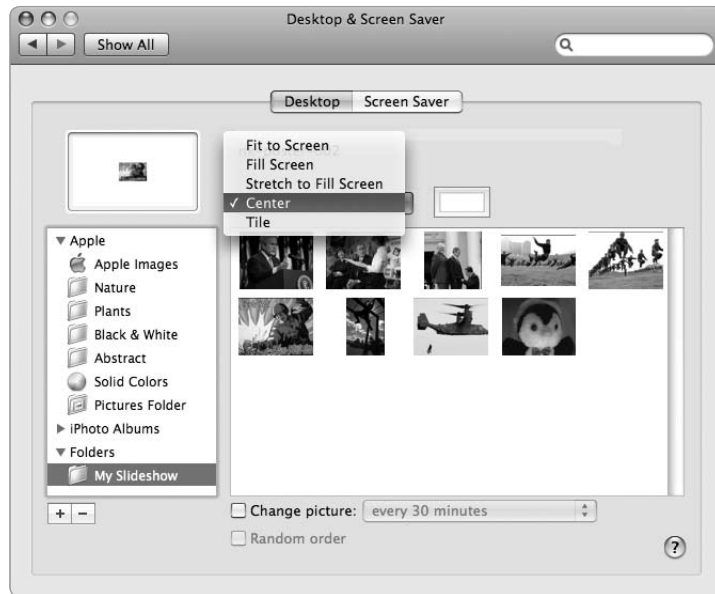 Desktop & Screen Saver
Show All
Desktop Screen Saver
Fit to Screen
Fill Screen
Stretch to Fill Screen
✓ Center
Tile
Apple
Apple Images
Nature
Plants
Black & White
Abstract
Solid Colors
Pictures Folder
iPhoto Albums
Folders
My Slideshow
+ −
Change picture: every 30 minutes
Random order
?